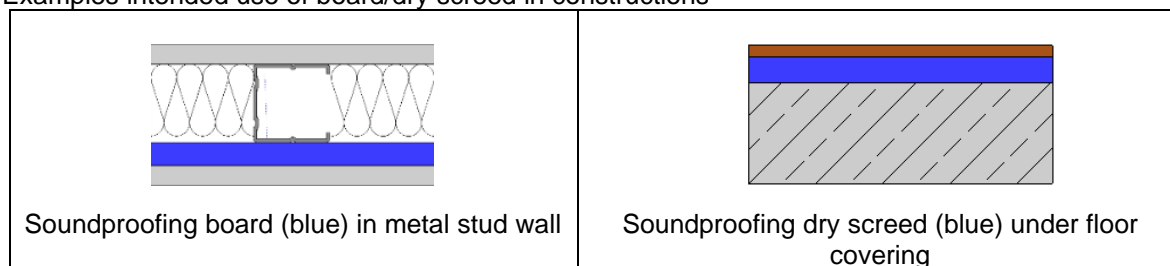 Examples intended use of board/dry screed in constructions
Soundproofing board (blue) in metal stud wall
Soundproofing dry screed (blue) under floor
covering